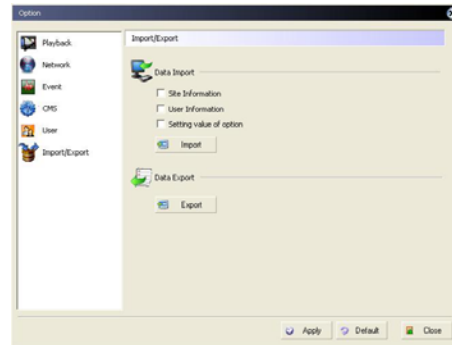 Option
Playback
Network
Event
CMS
User
Import/Export
Import/Export
Data Import
Site Information
User Information
Setting value of option
Import
Data Export
Export
Apply
Default
Close